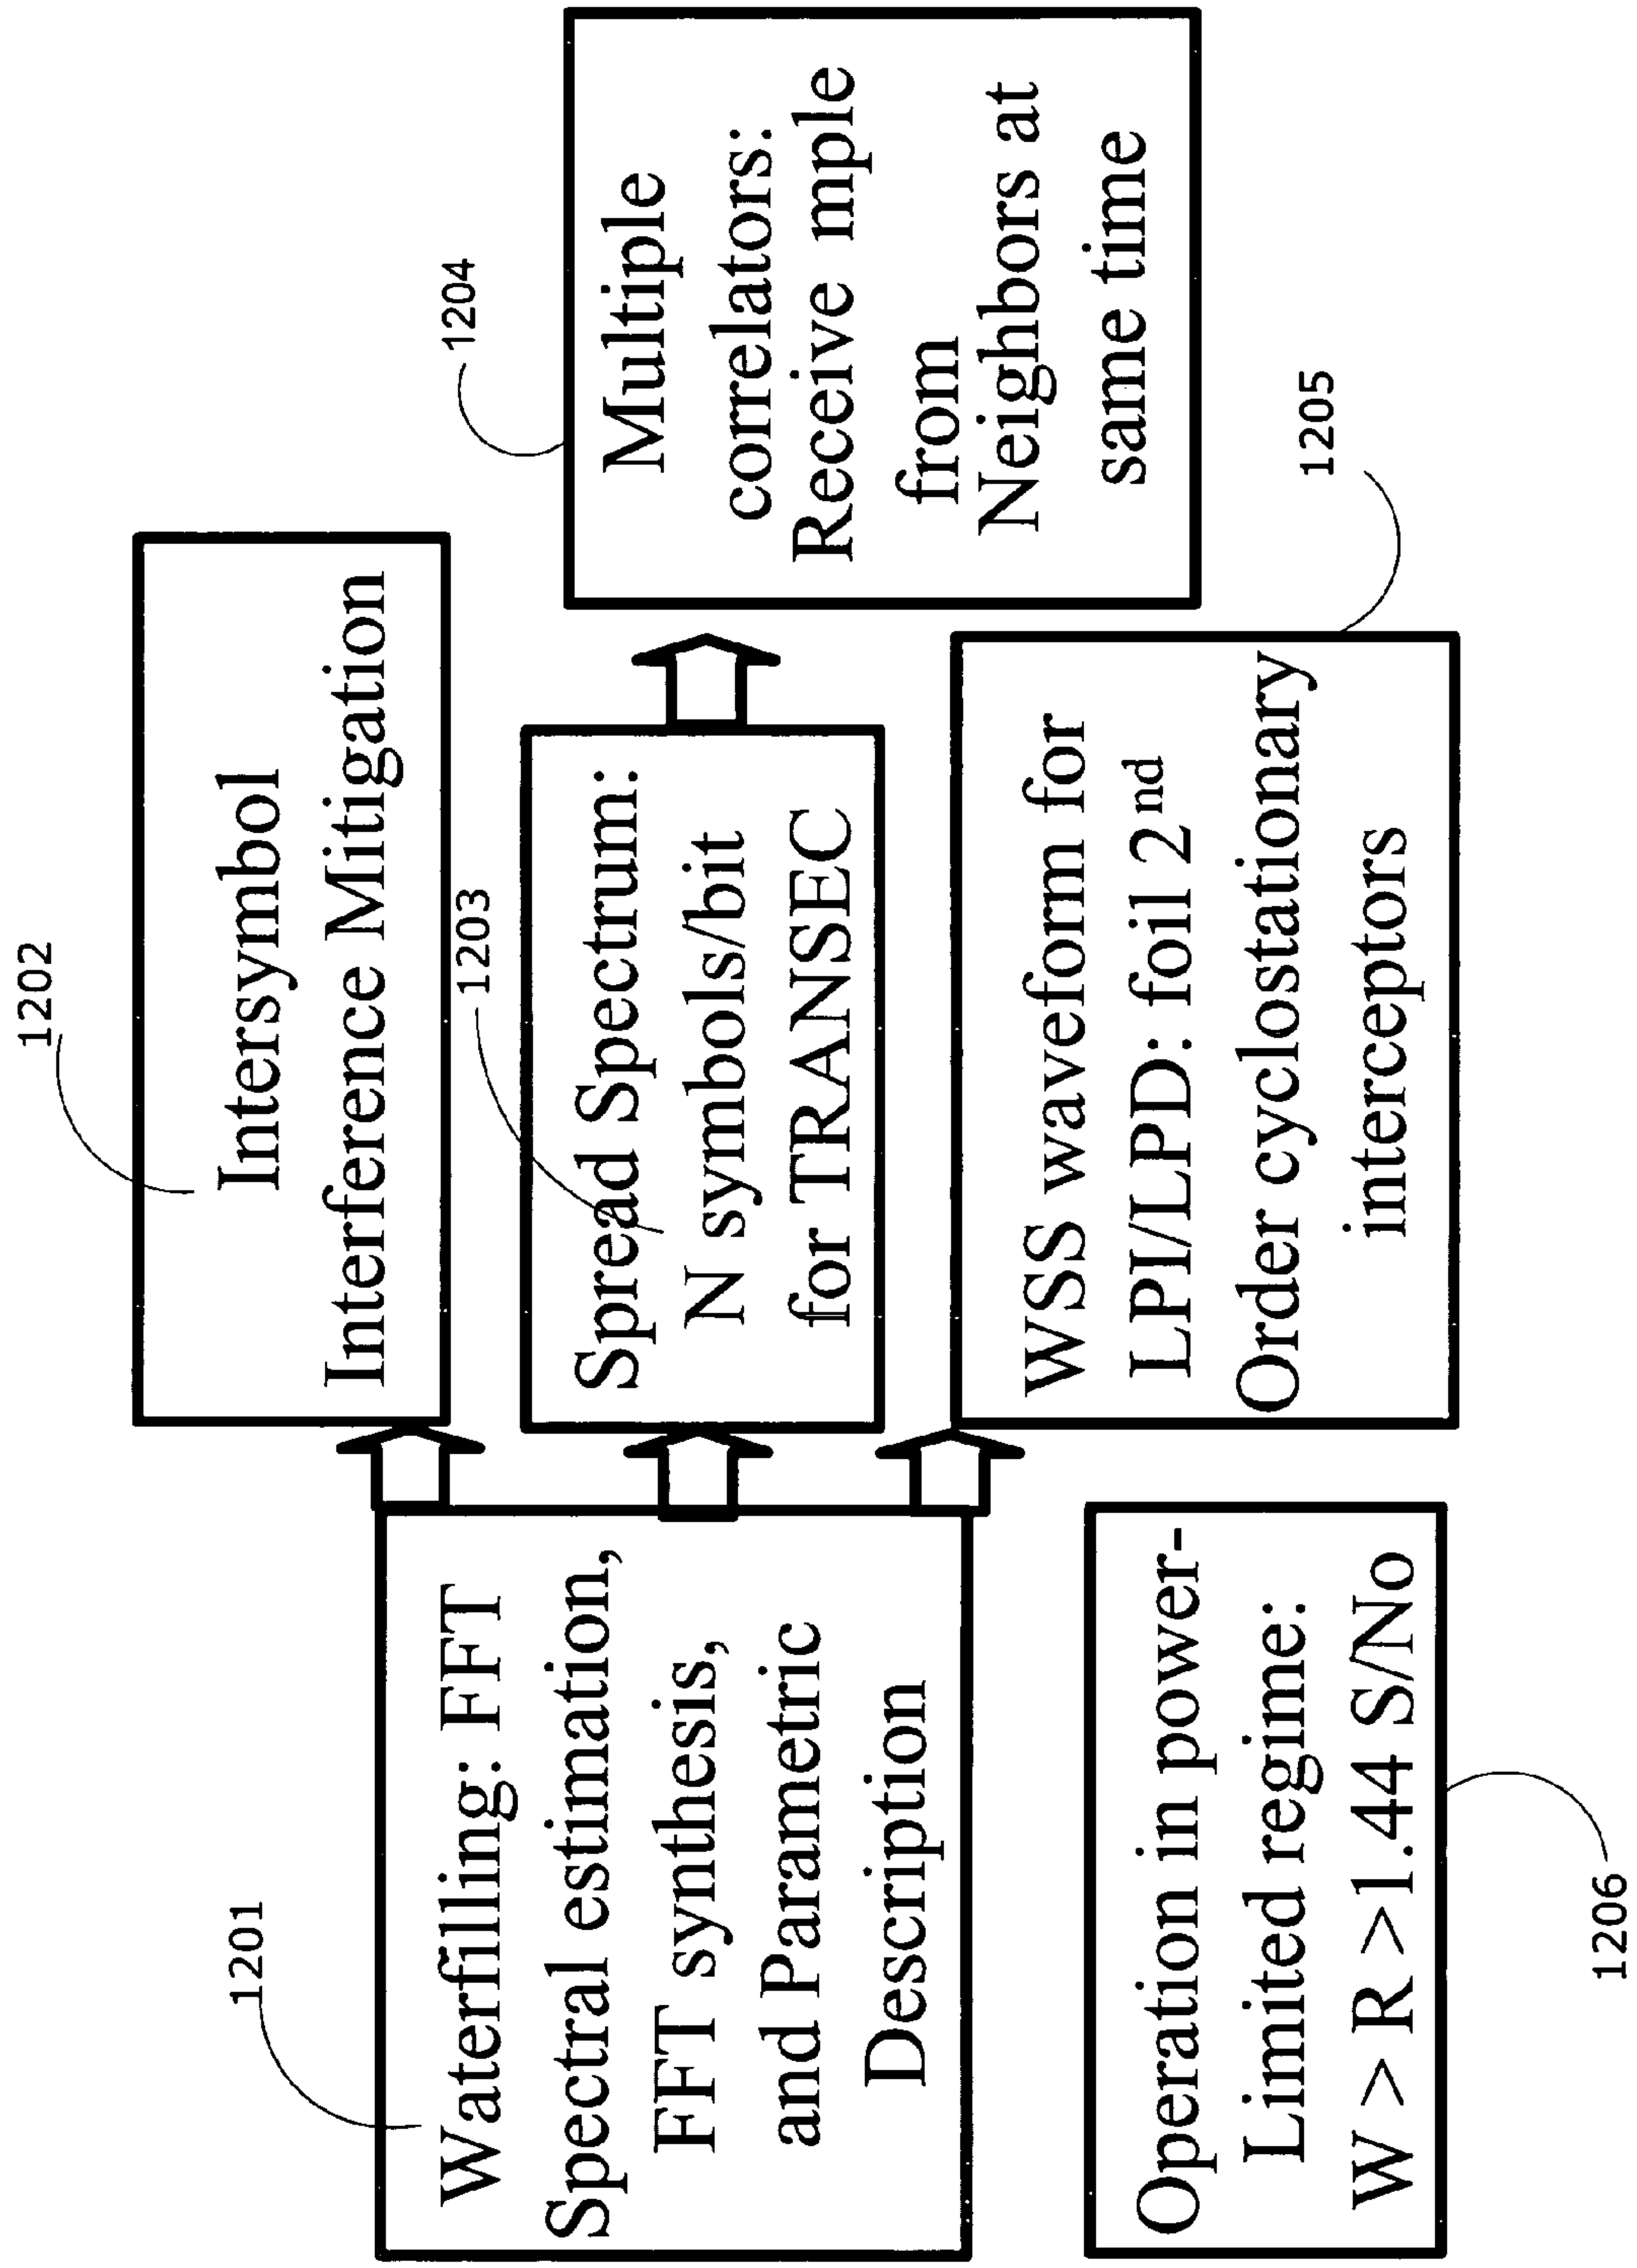 1201
Waterfilling: FFT
Spectral estimation,
FFT synthesis,
and Parametric
Description
1202
Intersymbol
Interference Mitigation
1203
Spread Spectrum:
N symbols/bit
for TRANSEC
1204
Multiple
correlators:
Receive mple
from
Neighbors at
same time
WSS waveform for
LPI/LPD: foil 2nd
Order cyclostationary
interceptors
1205
Operation in power-
Limited regime:
W > R >1.44 S/No
1206